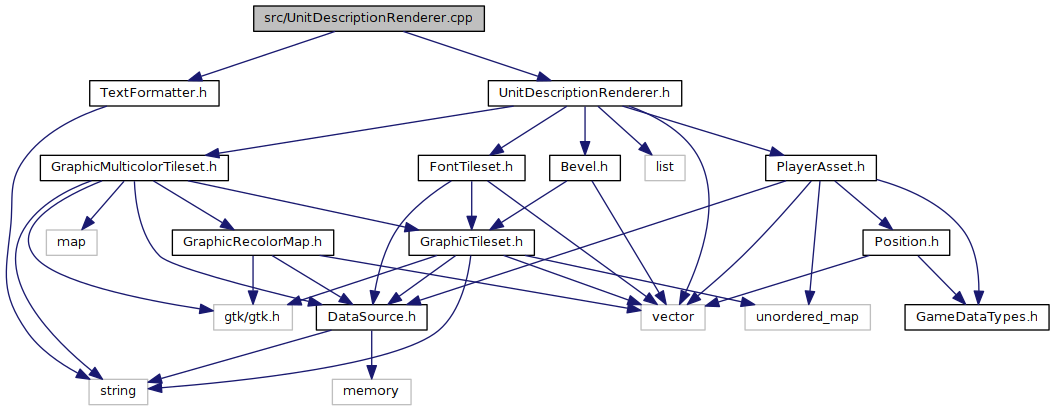 src/UnitDescriptionRenderer.cpp
TextFormatter.h
UnitDescriptionRenderer.h
GraphicMulticolorTileset.h
FontTileset.h
Bevel.h
list
PlayerAsset.h
map
GraphicRecolorMap.h
GraphicTileset.h
Position.h
gtk/gtk.h
DataSource.h
vector
unordered_map
GameDataTypes.h
string
memory